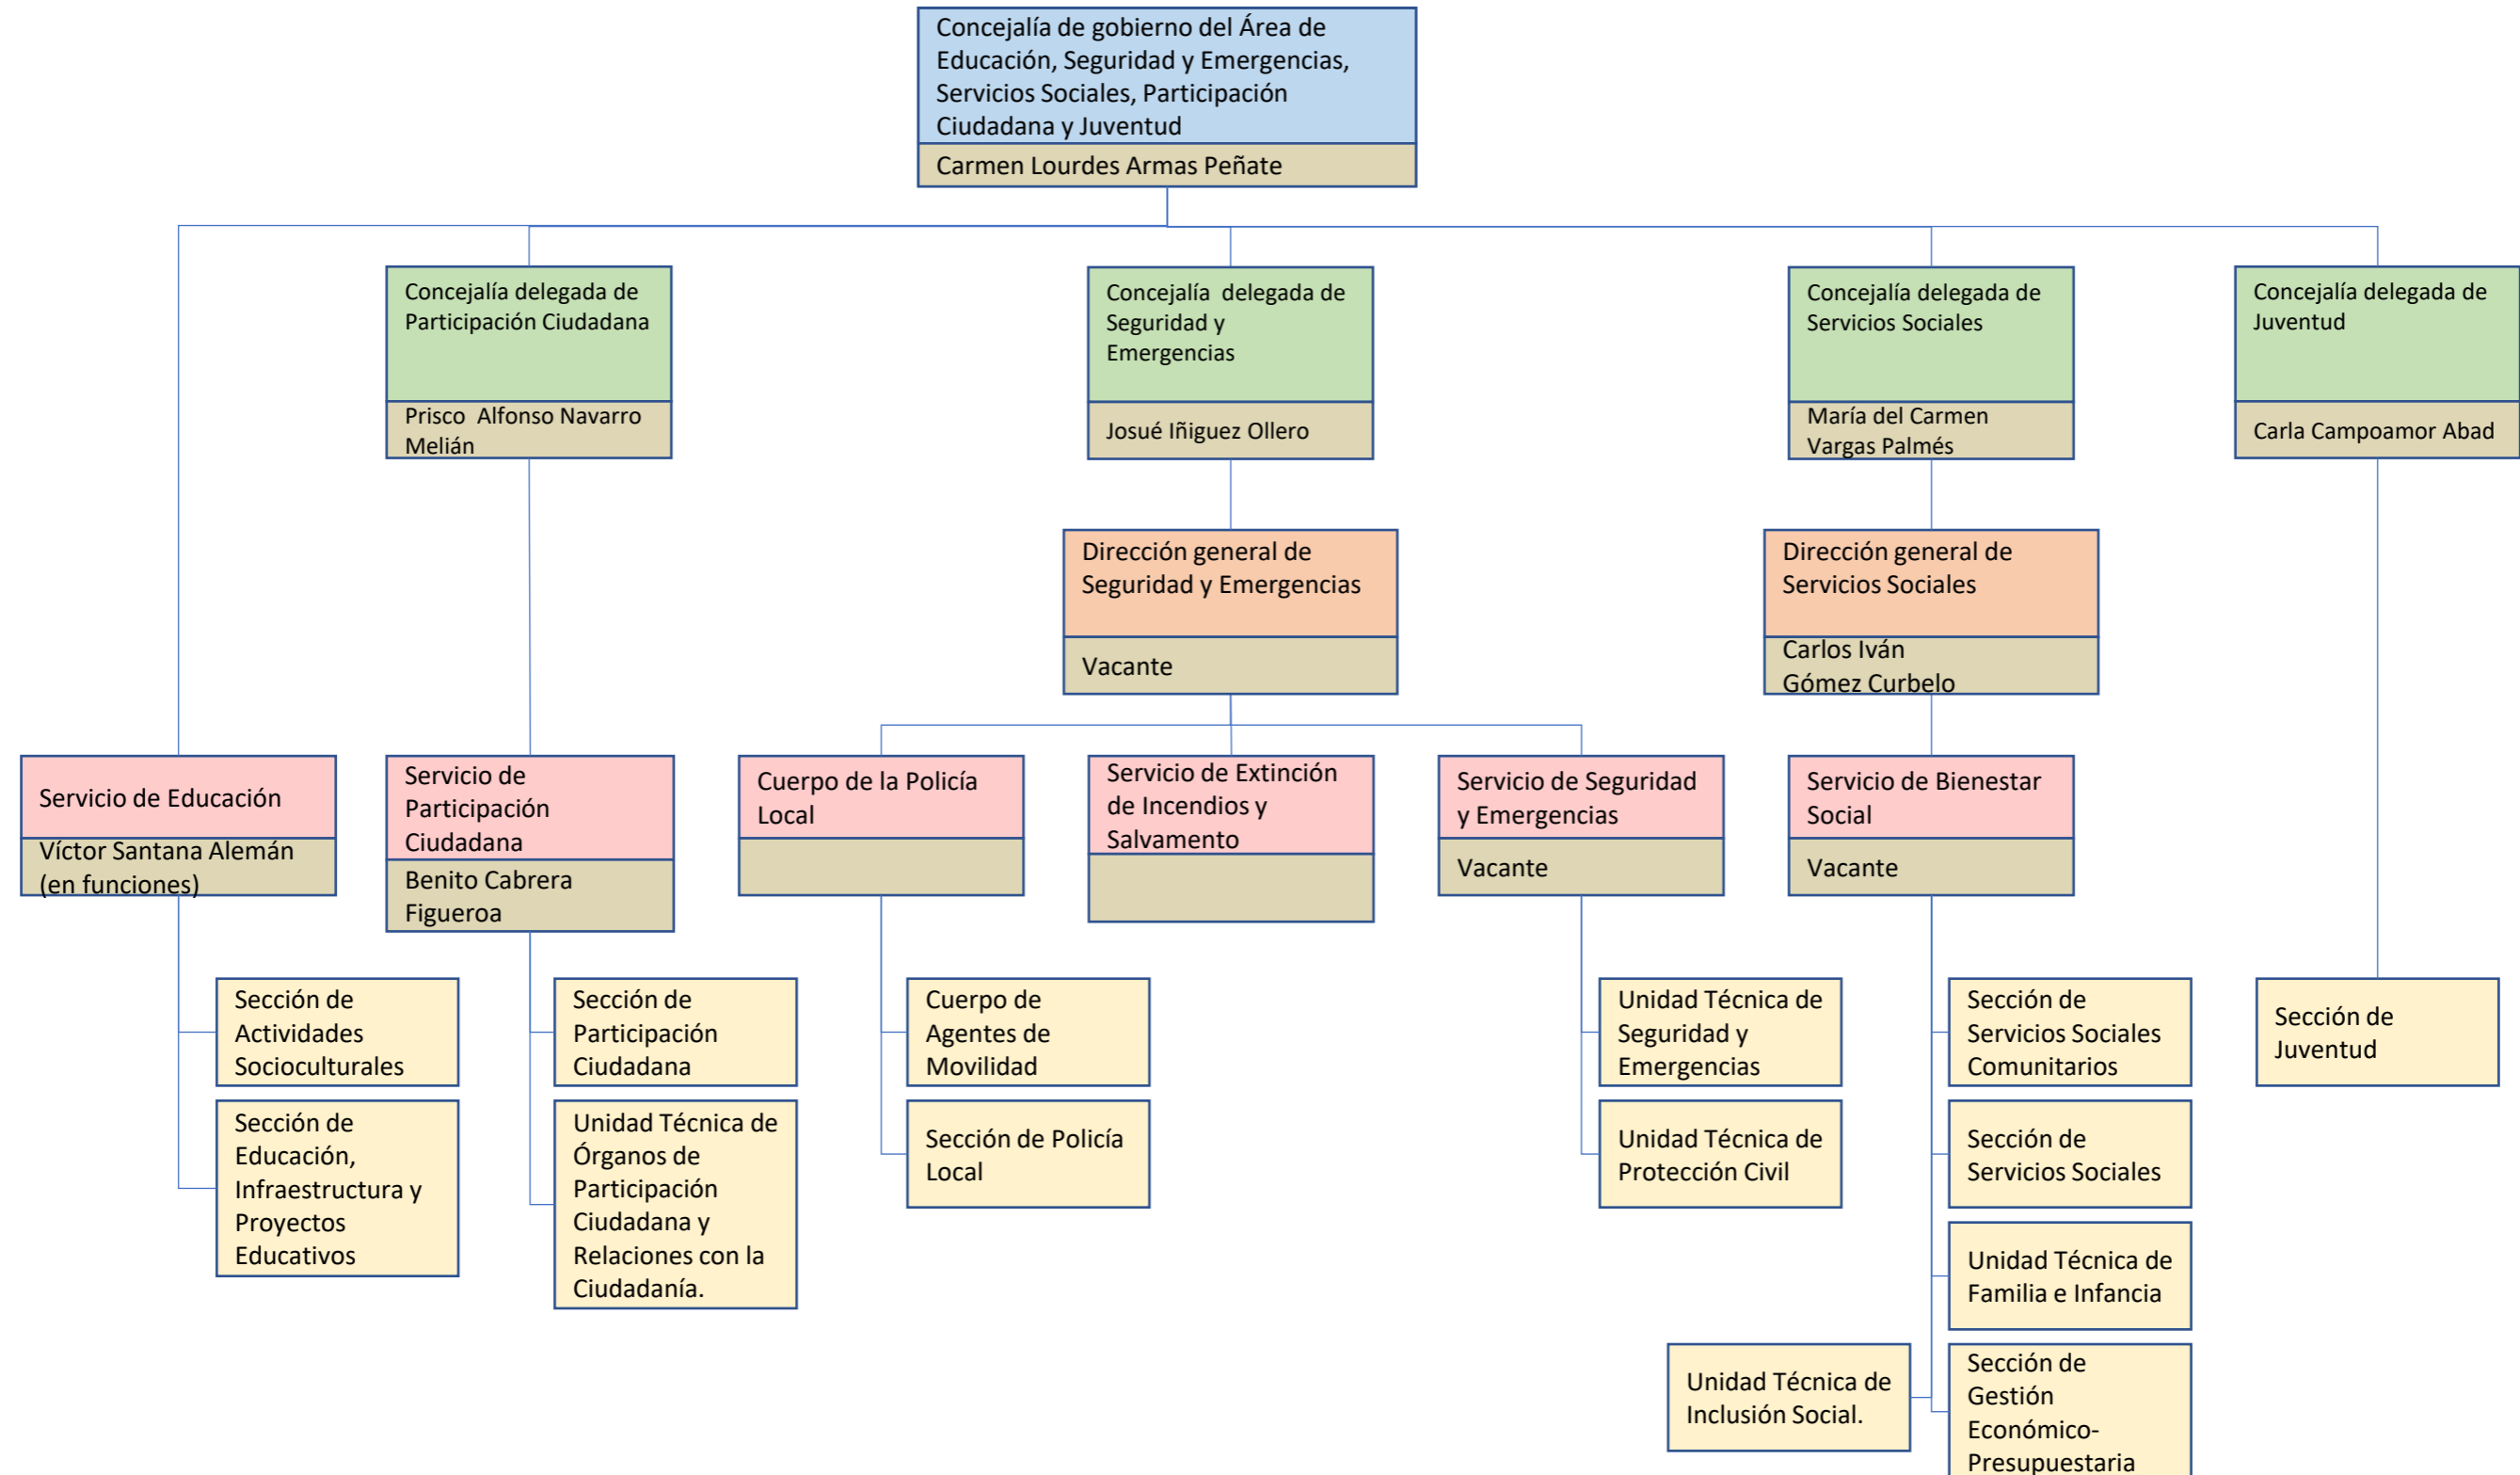 Concejalía de gobierno del Área de
Educación, Seguridad y Emergencias,
Servicios Sociales, Participación
Ciudadana y Juventud
Carmen Lourdes Armas Peñate
Concejalía delegada de
Participación Ciudadana
Prisco  Alfonso Navarro
Melián
Concejalía  delegada de
Seguridad y
Emergencias
Josué Iñiguez Ollero
Concejalía delegada de
Servicios Sociales
María del Carmen
Vargas Palmés
Concejalía delegada de
Juventud
Carla Campoamor Abad
Dirección general de
Seguridad y Emergencias
Vacante
Dirección general de
Servicios Sociales
Carlos Iván
Gómez Curbelo
Servicio de Educación
Víctor Santana Alemán
(en funciones)
Servicio de
Participación
Ciudadana
Benito Cabrera
Figueroa
Cuerpo de la Policía
Local
Servicio de Extinción
de Incendios y
Salvamento
Servicio de Seguridad
y Emergencias
Vacante
Servicio de Bienestar
Social
Vacante
Sección de
Actividades
Socioculturales
Sección de
Educación,
Infraestructura y
Proyectos
Educativos
Sección de
Participación
Ciudadana
Unidad Técnica de
Órganos de
Participación
Ciudadana y
Relaciones con la
Ciudadanía.
Cuerpo de
Agentes de
Movilidad
Sección de Policía
Local
Unidad Técnica de
Seguridad y
Emergencias
Unidad Técnica de
Protección Civil
Sección de
Servicios Sociales
Comunitarios
Sección de
Servicios Sociales
Unidad Técnica de
Familia e Infancia
Unidad Técnica de
Inclusión Social.
Sección de
Gestión
Económico-
Presupuestaria
Sección de
Juventud